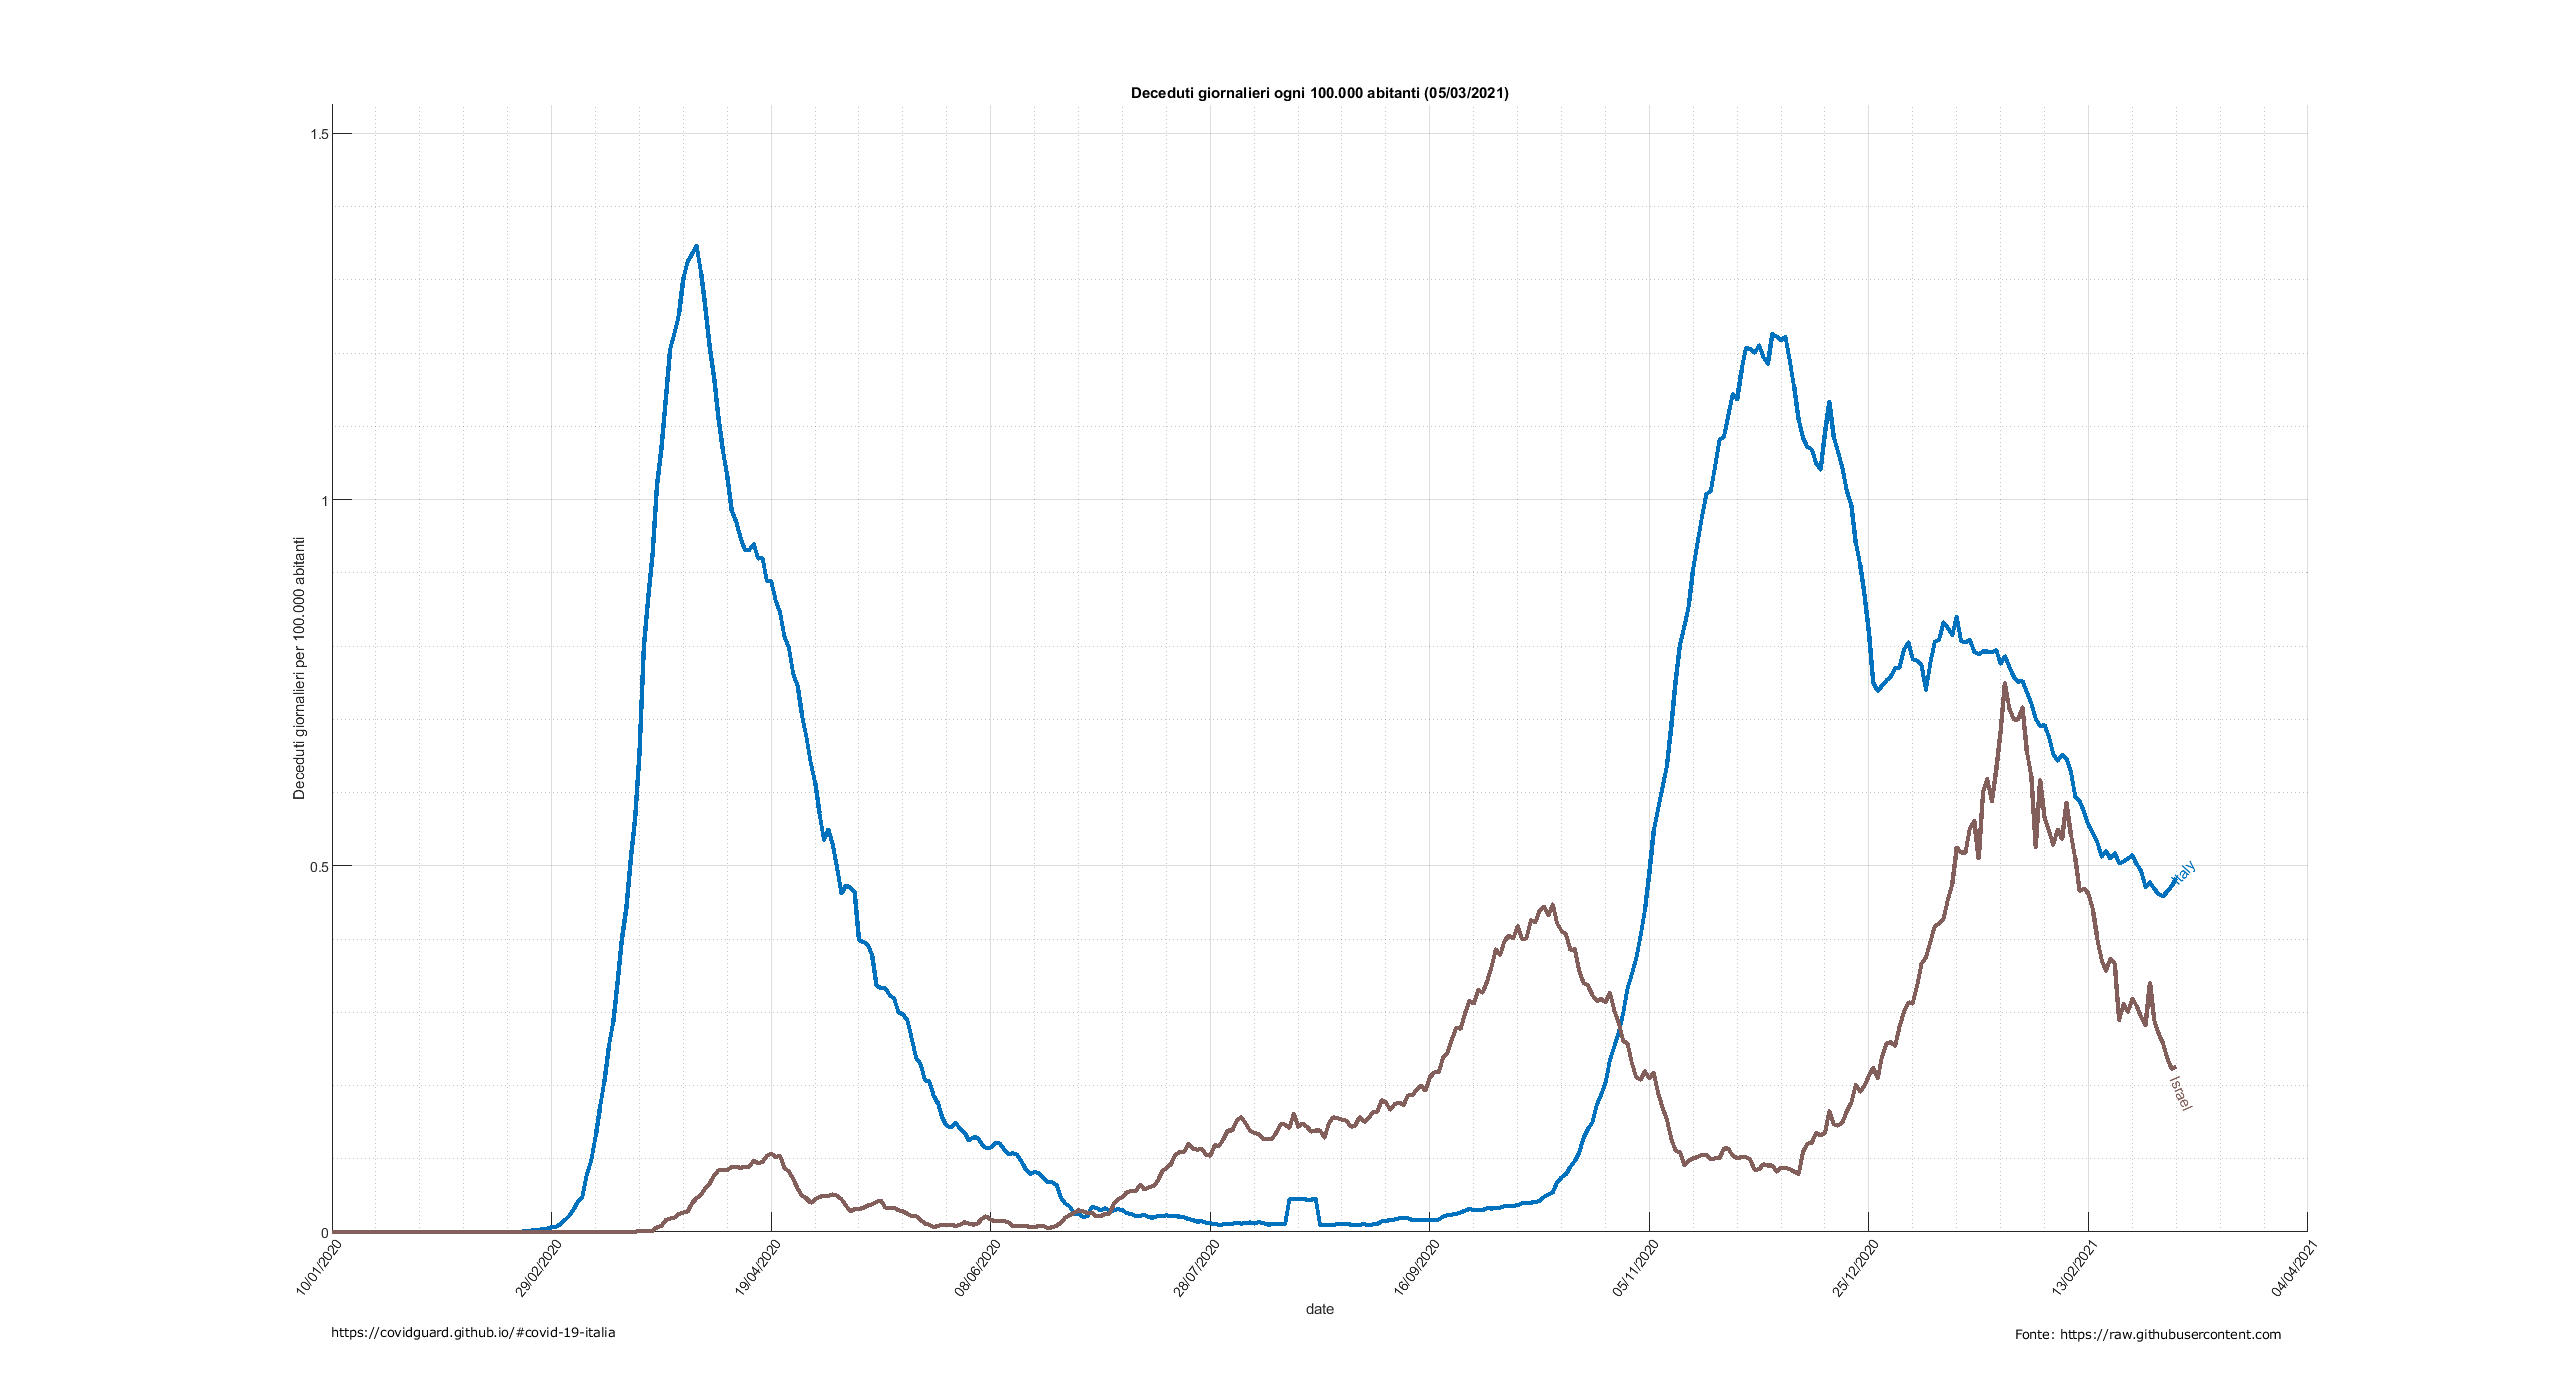 Deceduti giornalieri ogni 100.000 abitanti (05/03/2021)
Deceduti giornalieri per 100.000 abitanti
1.5
1
0.5
0
Italy
Israel
10/01/2020
29/02/2020
19/04/2020
08/06/2020
28/07/2020
16/09/2020
05/11/2020
25/12/2020
13/02/2021
04/04/2021
date
https://covidguard.github.io/#covid-19-italia
Fonte: https://raw.githubusercontent.com